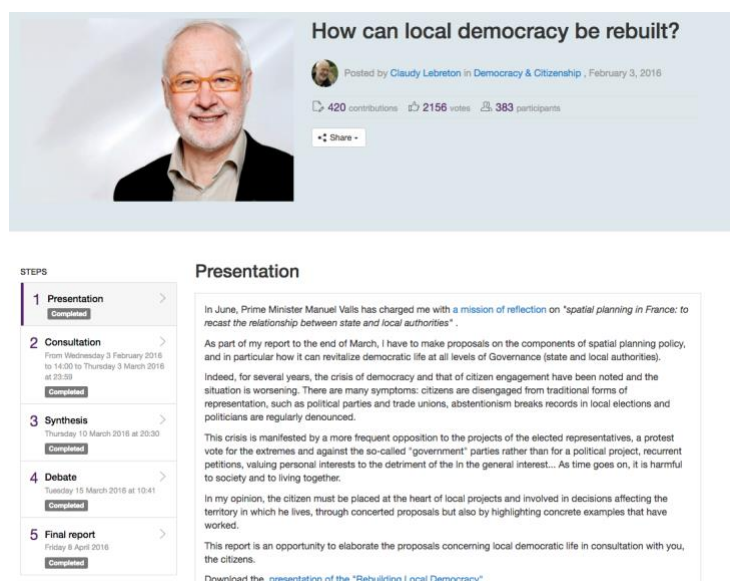 How can local democracy be rebuilt?
Posted by Claudy Lebreton in Democracy & Citizenship , February 3, 2016
420 contributions 2156 votes 383 participants
Share
STEPS
1 Presentation
Completed
2 Consultation
From Wednesday 3 February 2016
to 14:00 to Thursday 3 March 2016
at 23:59
Completed
3 Synthesis
Thursday 10 March 2016 at 20:30
Completed
4 Debate
Tuesday 15 March 2016 at 10:41
Completed
5 Final report
Friday 8 April 2016
Completed
Presentation
In June, Prime Minister Manuel Valls has charged me with a mission of reflection on "spatial planning in France: to
recast the relationship between state and local authorities" .
As part of my report to the end of March, I have to make proposals on the components of spatial planning policy,
and in particular how it can revitalize democratic life at all levels of Governance (state and local authorities).
Indeed, for several years, the crisis of democracy and that of citizen engagement have been noted and the
situation is worsening. There are many symptoms: citizens are disengaged from traditional forms of
representation, such as political parties and trade unions, abstentionism breaks records in local elections and
politicians are regularly denounced.
This crisis is manifested by a more frequent opposition to the projects of the elected representatives, a protest
vote for the extremes and against the so-called "government" parties rather than for a political project, recurrent
petitions, valuing personal interests to the detriment of the In the general interest... As time goes on, it is harmful
to society and to living together.
In my opinion, the citizen must be placed at the heart of local projects and involved in decisions affecting the
territory in which he lives, through concerted proposals but also by highlighting concrete examples that have
worked.
This report is an opportunity to elaborate the proposals concerning local democratic life in consultation with you,
the citizens.
Download the presentation of the "Rebuilding Local Democracy"